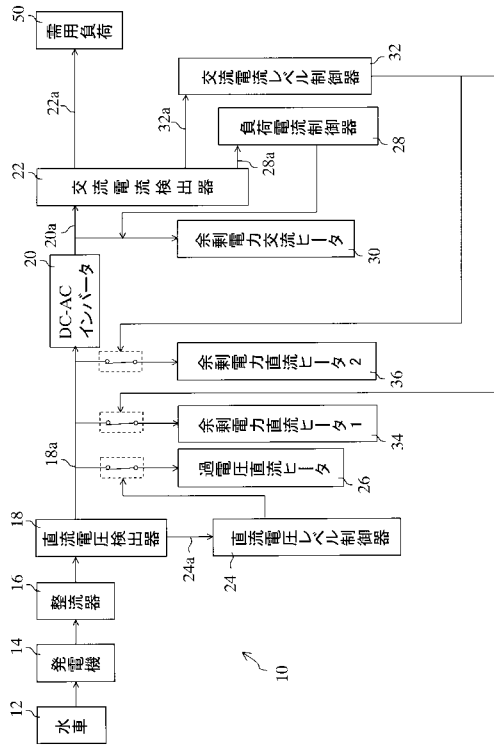 12
水車
14
発電機
16
整流器
18
直流電圧検出器
18a
20
DC-AC
インバータ
20a
22
交流電流検出器
22a
50
需用負荷
24a
24
直流電圧レベル制御器
26
過電圧直流ヒータ
34
余剰電力直流ヒータ1
36
余剰電力直流ヒータ2
30
余剰電力交流ヒータ
28a
28
負荷電流制御器
32a
32
交流電流レベル制御器
10